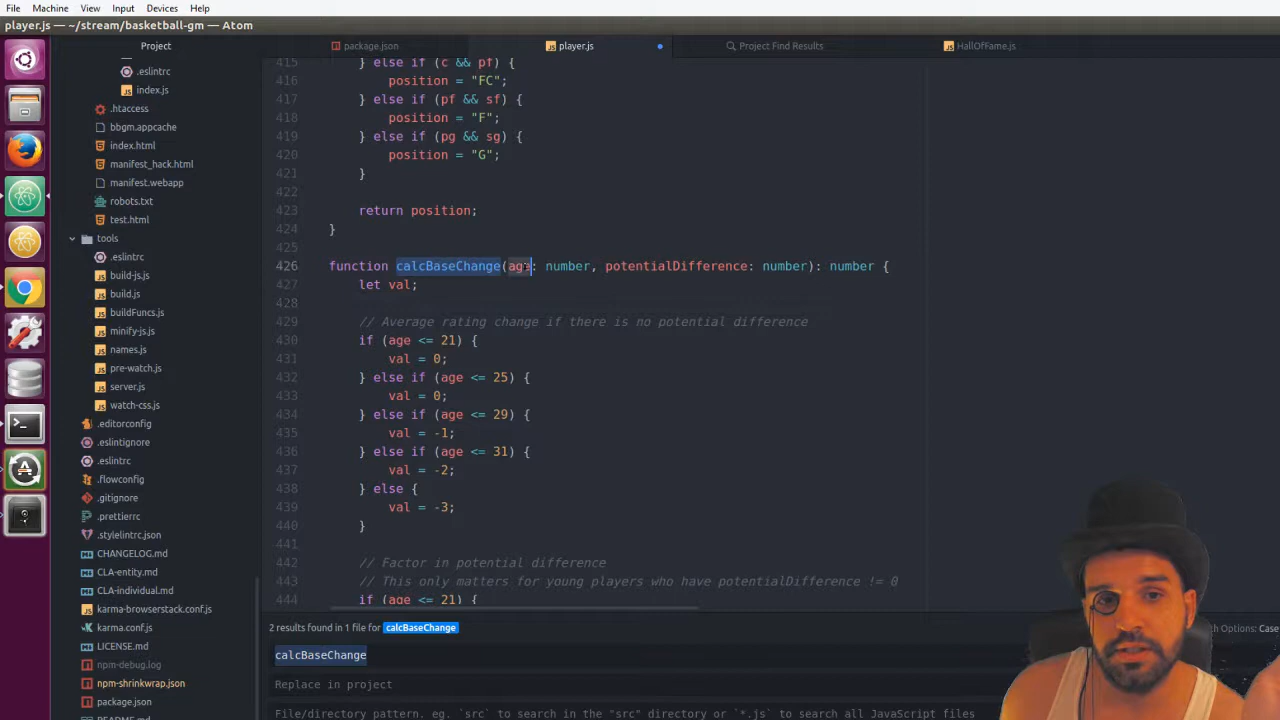 File Machine View Input Devices Help
player.js — ~/stream/basketball-gm — Atom
Project
package.json
player.js
Project Find Results
HallOfFame.js
.eslintrc
index.js
.htaccess
bbgm.appcache
index.html
manifest_hack.html
manifest.webapp
robots.txt
test.html
tools
.eslintrc
build-js.js
build.js
buildFuncs.js
minify-js.js
names.js
pre-watch.js
server.js
watch-css.js
.editorconfig
.eslintignore
.eslintrc
.flowconfig
.gitignore
.prettierrc
.stylelintrc.json
CHANGELOG.md
CLA-entity.md
CLA-individual.md
karma-browserstack.conf.js
karma.conf.js
LICENSE.md
npm-debug.log
npm-shrinkwrap.json
package.json
README.md
415 } else if (c && pf) {
416 position = "FC";
417 } else if (pf && sf) {
418 position = "F";
419 } else if (pg && sg) {
420 position = "G";
421 }
422
423 return position;
424 }
425
426 function calcBaseChange(age: number, potentialDifference: number): number {
427 let val;
428
429 // Average rating change if there is no potential difference
430 if (age <= 21) {
431 val = 0;
432 } else if (age <= 25) {
433 val = 0;
434 } else if (age <= 29) {
435 val = -1;
436 } else if (age <= 31) {
437 val = -2;
438 } else {
439 val = -3;
440 }
441
442 // Factor in potential difference
443 // This only matters for young players who have potentialDifference != 0
444 if (age <= 21) {
2 results found in 1 file for calcBaseChange
th Options: Case
calcBaseChange
Replace in project
File/directory pattern. eg. `src` to search in the "src" directory or `*.js` to search all JavaScript files